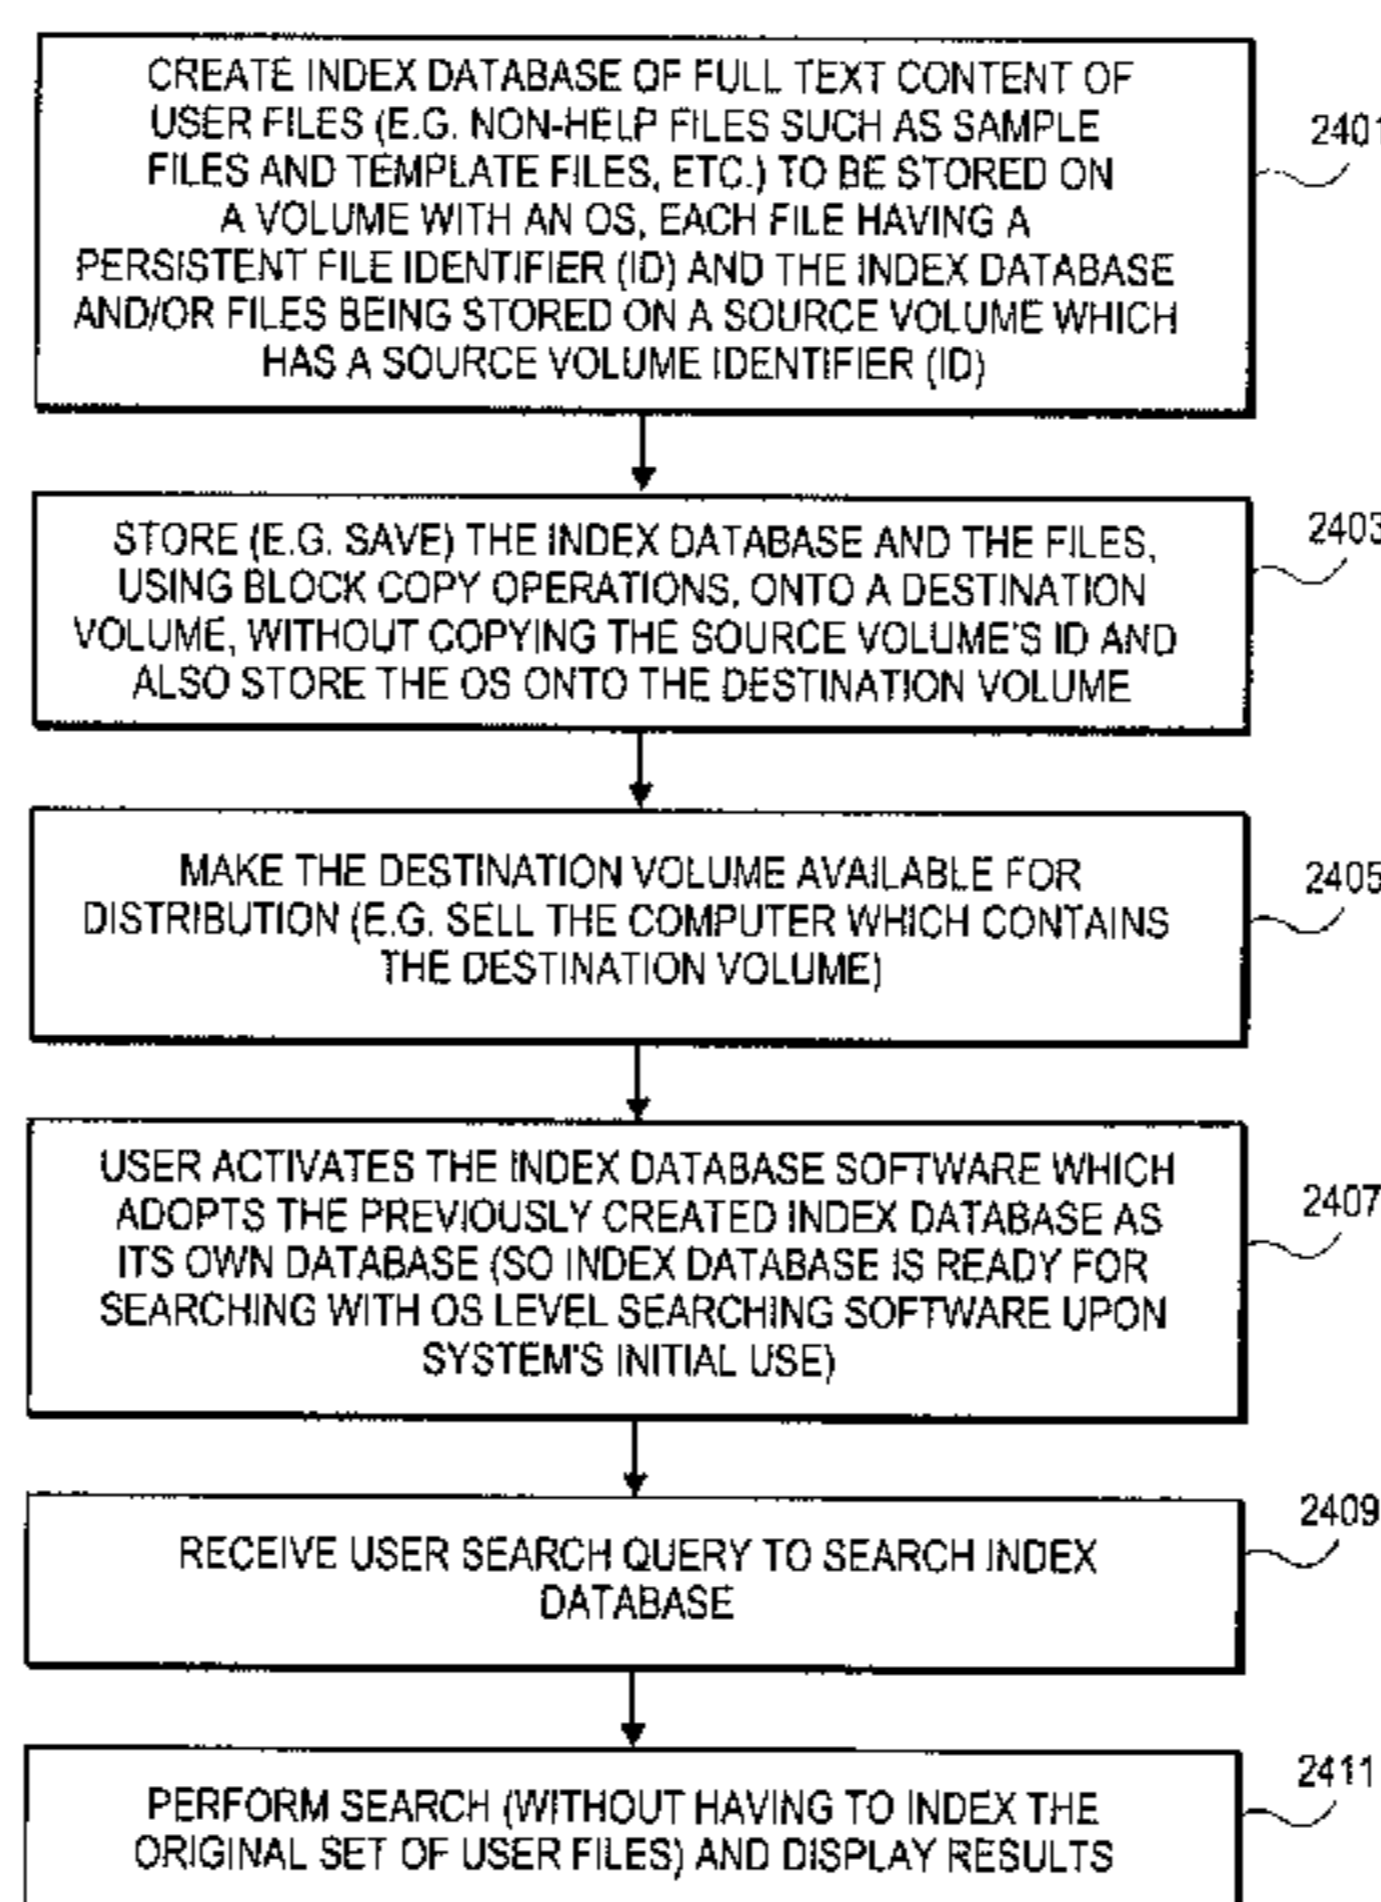 CREATE INDEX DATABASE OF FULL TEXT CONTENT OF
USER FILES (E.G. NON-HELP FILES SUCH AS SAMPLE
FILES AND TEMPLATE FILES, ETC.) TO BE STORED ON
A VOLUME WITH AN OS, EACH FILE HAVING A
PERSISTENT FILE IDENTIFIER (ID) AND THE INDEX DATABASE
AND/OR FILES BEING STORED ON A SOURCE VOLUME WHICH
HAS A SOURCE VOLUME IDENTIFIER (ID)
2401
STORE (E.G. SAVE) THE INDEX DATABASE AND THE FILES,
USING BLOCK COPY OPERATIONS, ONTO A DESTINATION
VOLUME, WITHOUT COPYING THE SOURCE VOLUME'S ID AND
ALSO STORE THE OS ONTO THE DESTINATION VOLUME
2403
MAKE THE DESTINATION VOLUME AVAILABLE FOR
DISTRIBUTION (E.G. SELL THE COMPUTER WHICH CONTAINS
THE DESTINATION VOLUME)
2405
USER ACTIVATES THE INDEX DATABASE SOFTWARE WHICH
ADOPTS THE PREVIOUSLY CREATED INDEX DATABASE AS
ITS OWN DATABASE (SO INDEX DATABASE IS READY FOR
SEARCHING WITH OS LEVEL SEARCHING SOFTWARE UPON
SYSTEM'S INITIAL USE)
2407
RECEIVE USER SEARCH QUERY TO SEARCH INDEX
DATABASE
2409
PERFORM SEARCH (WITHOUT HAVING TO INDEX THE
ORIGINAL SET OF USER FILES) AND DISPLAY RESULTS
2411